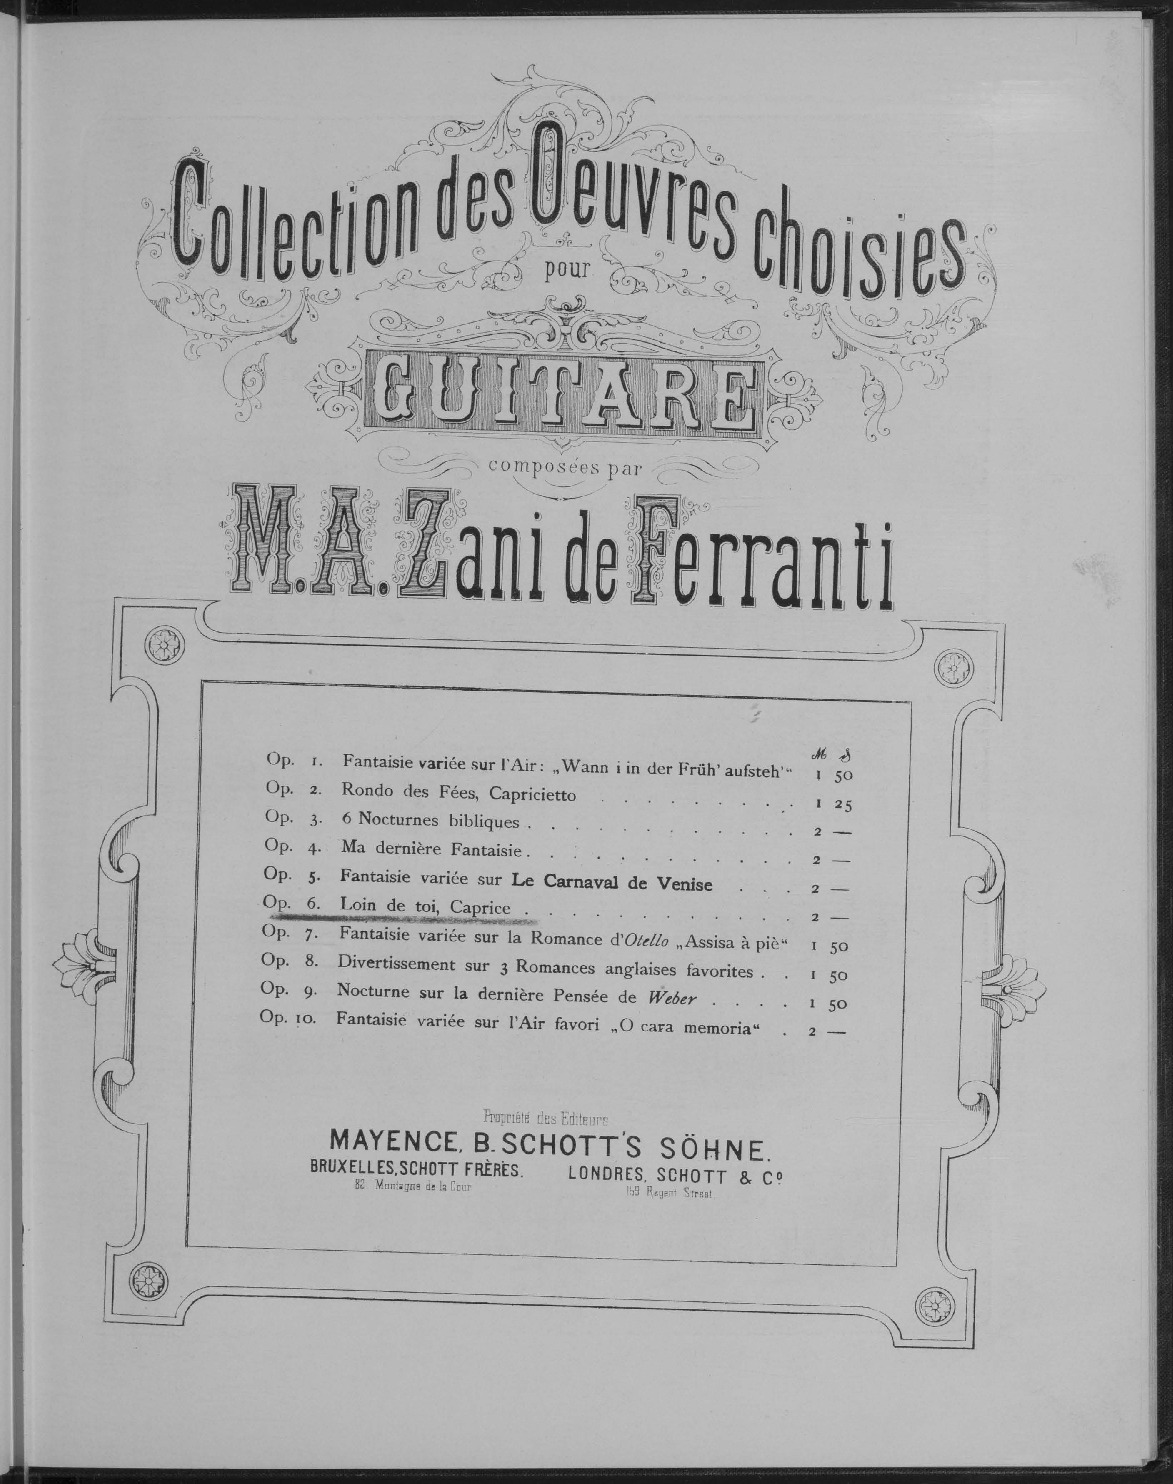 Collection des Oeuvres choisies
pour
GUITARE
composées par
M. A. Zani de Ferranti
M S
Op. 1. Fantaisie variée sur l'Air: „Wann i in der Früh' aufsteh'“ 1 50
Op. 2. Rondo des Fées, Capricietto . . . . . . . . . . 1 25
Op. 3. 6 Nocturnes bibliques . . . . . . . . . . . . 2 —
Op. 4. Ma dernière Fantaisie . . . . . . . . . . . . 2 —
Op. 5. Fantaisie variée sur Le Carnaval de Venise . . . 2 —
Op. 6. Loin de toi, Caprice . . . . . . . . . . . . 2 —
Op. 7. Fantaisie variée sur la Romance d'Otello „Assisa à piè“ 1 50
Op. 8. Divertissement sur 3 Romances anglaises favorites . . 1 50
Op. 9. Nocturne sur la dernière Pensée de Weber . . . . 1 50
Op. 10. Fantaisie variée sur l'Air favori „O cara memoria“ . 2 —
Propriété des Editeurs
MAYENCE, B. SCHOTT'S SÖHNE.
BRUXELLES, SCHOTT FRÈRES. LONDRES, SCHOTT & Cº
82 Montagne de la Cour 159 Regent Street